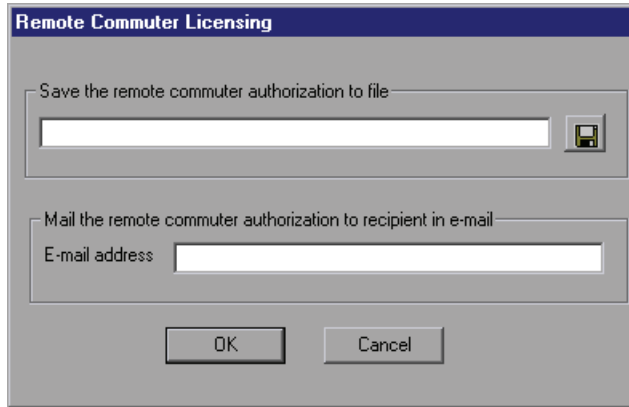 Remote Commuter Licensing
Save the remote commuter authorization to file
Mail the remote commuter authorization to recipient in e-mail
E-mail address
OK Cancel